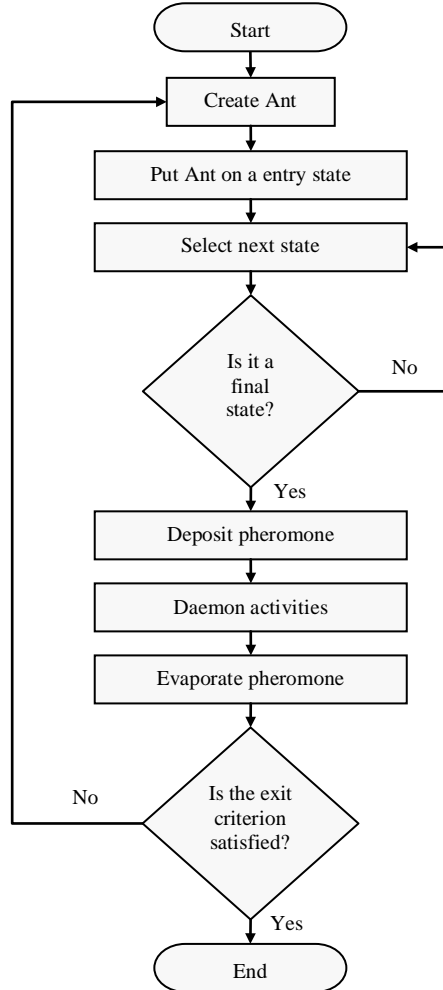 Start
Create Ant
Put Ant on a entry state
Select next state
Is it a
final
state?
No
Yes
Deposit pheromone
Daemon activities
Evaporate pheromone
No
Is the exit
criterion
satisfied?
Yes
End